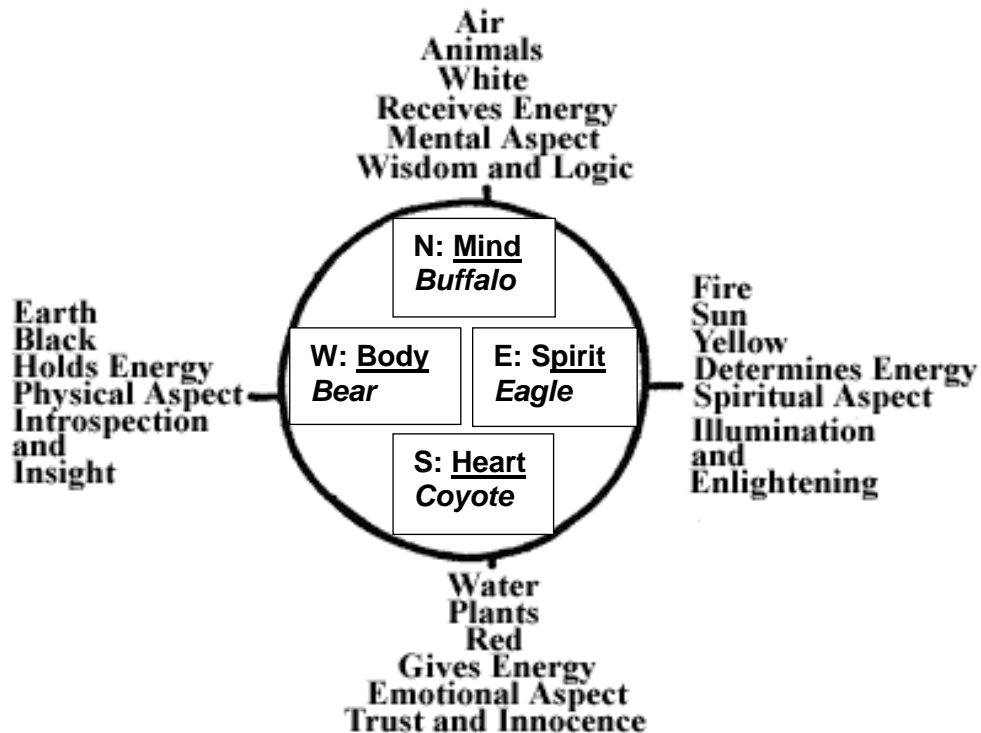 Air
Animals
White
Receives Energy
Mental Aspect
Wisdom and Logic
N: Mind
Buffalo
Earth
Black
Holds Energy
Physical Aspect
Introspection
and
Insight
W: Body
Bear
E: Spirit
Eagle
Fire
Sun
Yellow
Determines Energy
Spiritual Aspect
Illumination
and
Enlightening
S: Heart
Coyote
Water
Plants
Red
Gives Energy
Emotional Aspect
Trust and Innocence